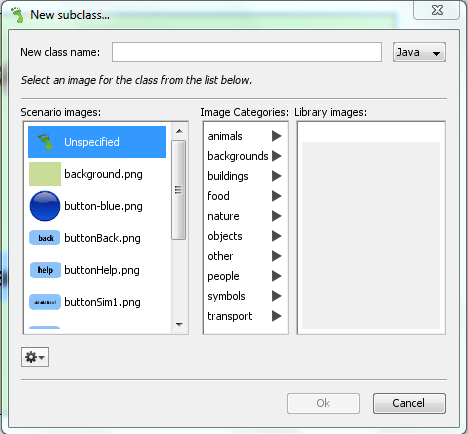 New subclass...
New class name:
Java
Select an image for the class from the list below.
Scenario images:
Image Categories:
Library images:
Unspecified
background.png
button-blue.png
back
buttonBack.png
help
buttonHelp.png
buttonSim1.png
animals
backgrounds
buildings
food
nature
objects
other
people
symbols
transport
Ok
Cancel